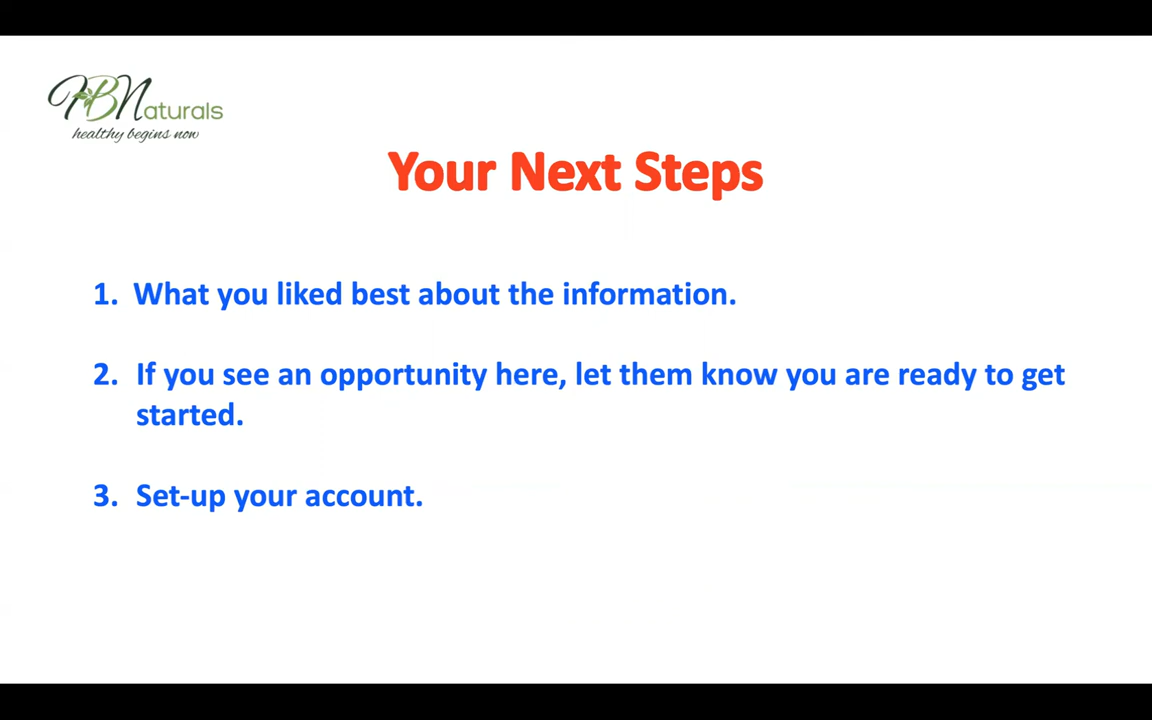 HBNaturals
healthy begins now
Your Next Steps
1. What you liked best about the information.
2. If you see an opportunity here, let them know you are ready to get
started.
3. Set-up your account.